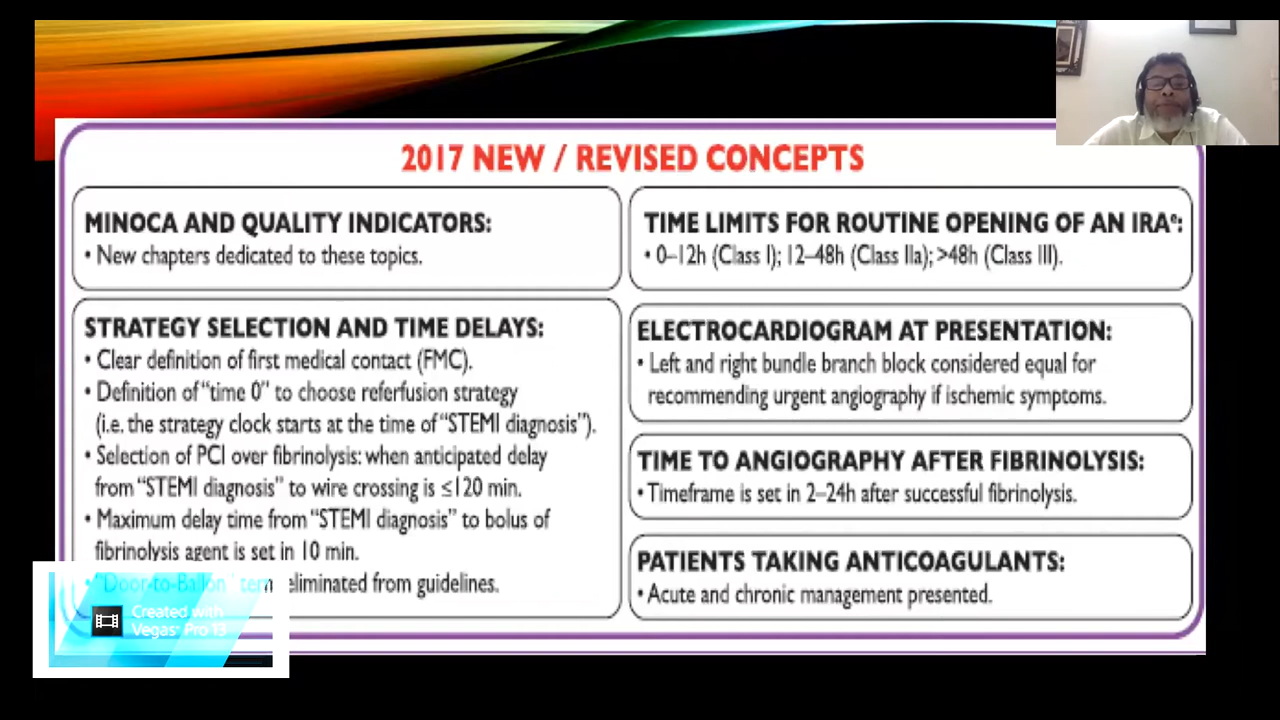 2017 NEW / REVISED CONCEPTS
MINOCA AND QUALITY INDICATORS:
• New chapters dedicated to these topics.
STRATEGY SELECTION AND TIME DELAYS:
• Clear definition of first medical contact (FMC).
• Definition of "time 0" to choose referfusion strategy
(i.e. the strategy clock starts at the time of "STEMI diagnosis").
• Selection of PCI over fibrinolysis: when anticipated delay
from "STEMI diagnosis" to wire crossing is ≤120 min.
• Maximum delay time from "STEMI diagnosis" to bolus of
fibrinolysis agent is set in 10 min.
• "Door-to-Ballon" term eliminated from guidelines.
TIME LIMITS FOR ROUTINE OPENING OF AN IRAᵉ:
• 0–12h (Class I); 12–48h (Class IIa); >48h (Class III).
ELECTROCARDIOGRAM AT PRESENTATION:
• Left and right bundle branch block considered equal for
recommending urgent angiography if ischemic symptoms.
TIME TO ANGIOGRAPHY AFTER FIBRINOLYSIS:
• Timeframe is set in 2–24h after successful fibrinolysis.
PATIENTS TAKING ANTICOAGULANTS:
• Acute and chronic management presented.
Created with
Vegas Pro 13